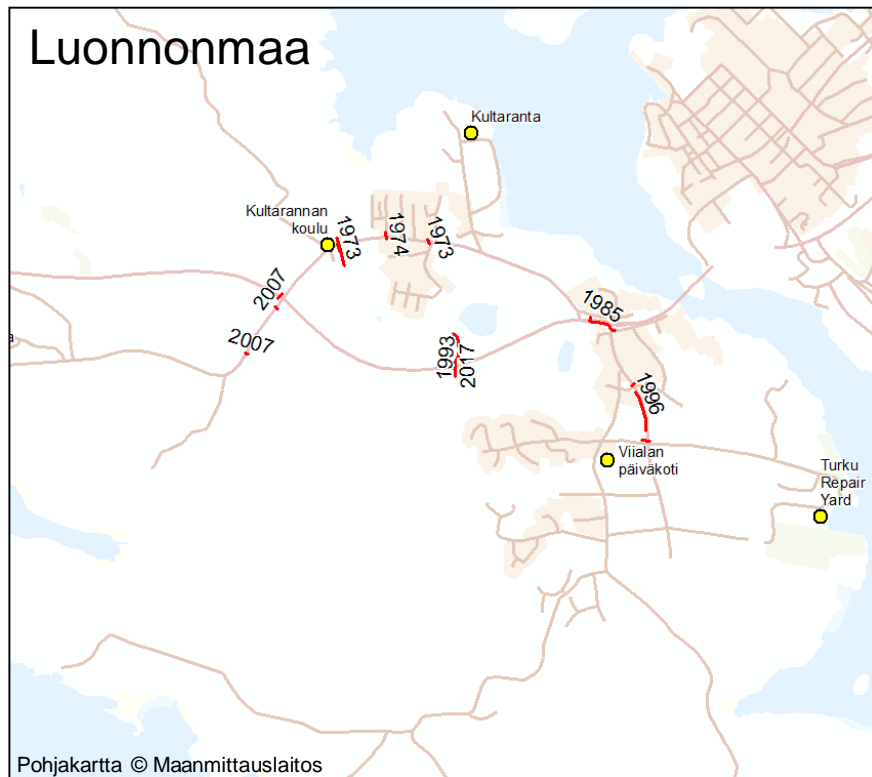 Luonnonmaa
Kultaranta
Kultarannan
koulu
1973
1974
1973
2007
2007
1985
1993
2017
1996
a
Viialan
päiväkoti
Turku
Repair
Yard
Pohjakartta © Maanmittauslaitos